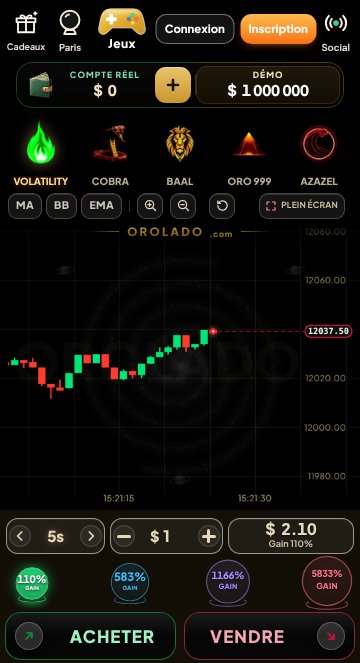 Cadeaux
Paris
Jeux
Connexion
Inscription
Social
COMPTE RÉEL
$ 0
+
DÉMO
$ 1 000 000
VOLATILITY
COBRA
BAAL
ORO 999
AZAZEL
MA
BB
EMA
PLEIN ÉCRAN
OROLADO .com
12080.00
12060.00
12037.50
12020.00
12000.00
11980.00
OROLADO
15:21:15
15:21:30
5s
$ 1
$ 2.10
Gain 110%
110%
GAIN
583%
GAIN
1166%
GAIN
5833%
GAIN
ACHETER
VENDRE